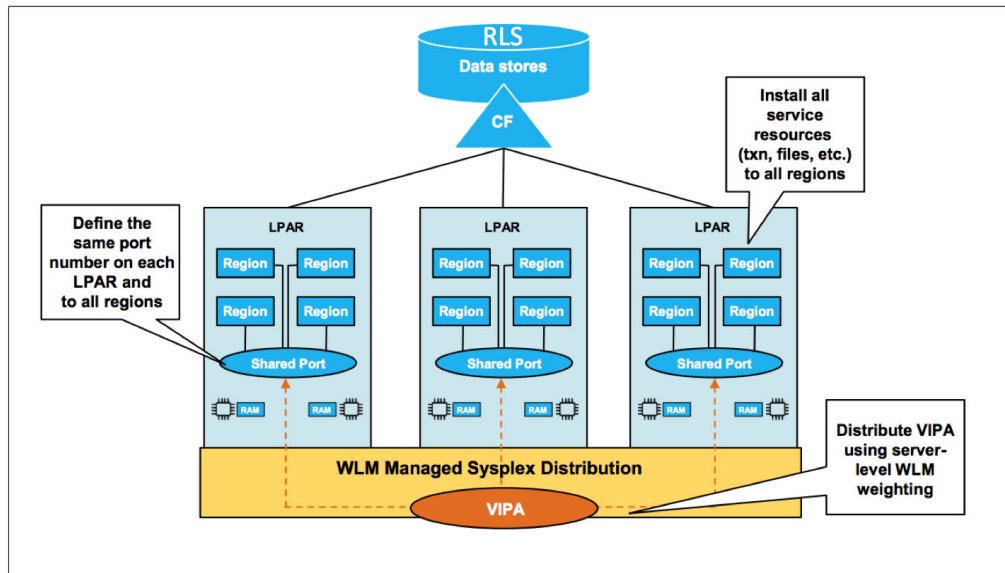 RLS
Data stores
CF
Install all
service
resources
(txn, files, etc.)
to all regions
Define the
same port
number on each
LPAR and
to all regions
LPAR
Region Region
Region Region
Shared Port
RAM RAM
LPAR
Region Region
Region Region
Shared Port
RAM RAM
LPAR
Region Region
Region Region
Shared Port
RAM RAM
WLM Managed Sysplex Distribution
VIPA
Distribute VIPA
using server-
level WLM
weighting